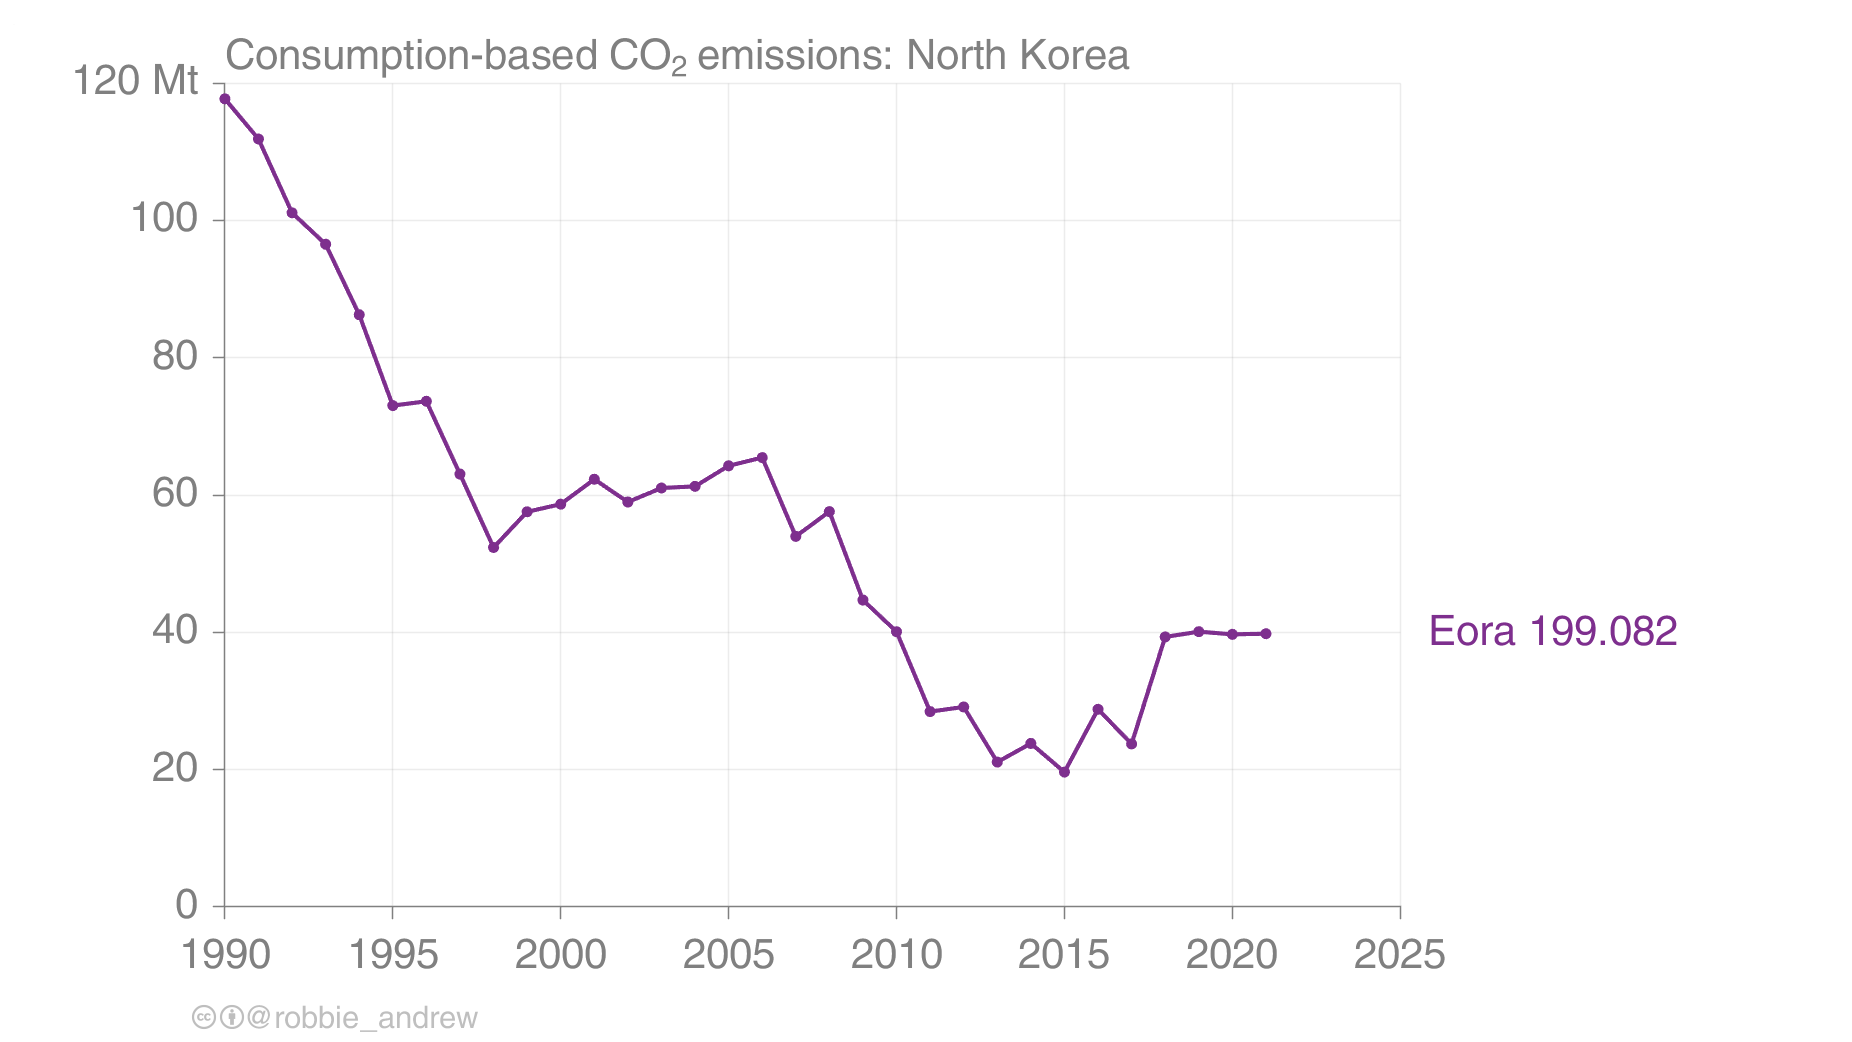 Consumption-based CO₂ emissions: North Korea
120 Mt
100
80
60
40
20
0
1990 1995 2000 2005 2010 2015 2020 2025
Eora 199.082
cc @robbie_andrew